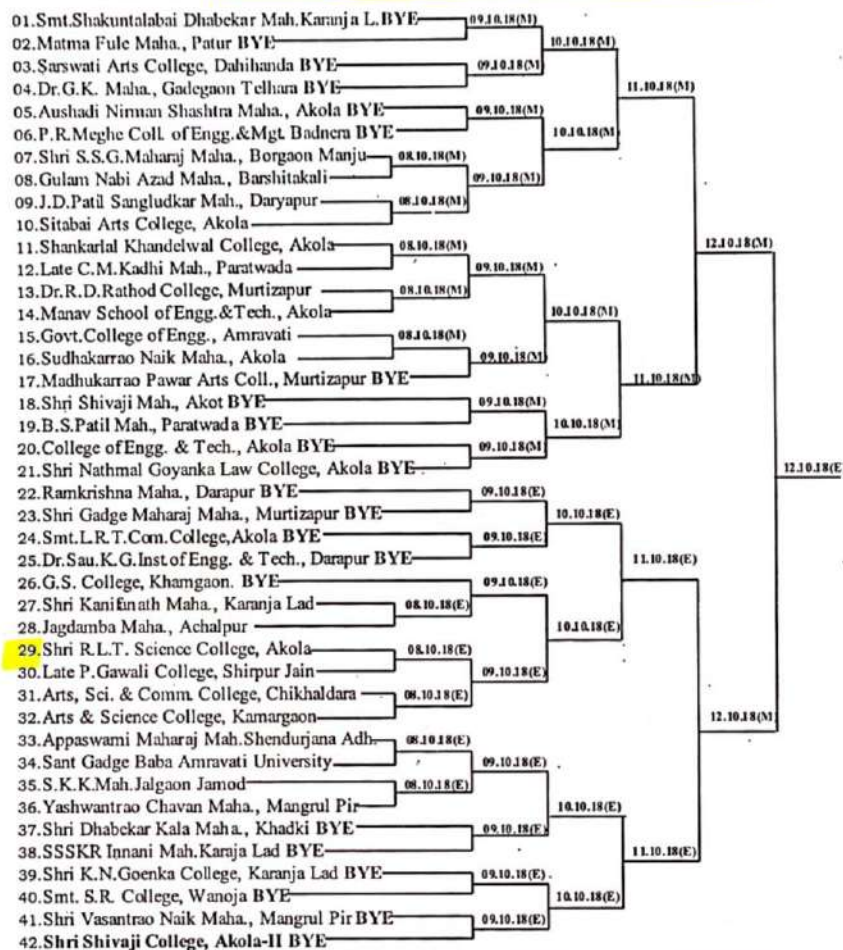 01.Smt.Shakuntalabai Dhabekar Mah.Karanja L.BYE 09.10.18(M)
02.Matma Fule Maha., Patur BYE 10.10.18(M)
03.Sarswati Arts College, Dahihanda BYE 09.10.18(M
04.Dr.G.K. Maha., Gadegaon Telhara BYE 11.10.18(M)
05.Aushadi Nirman Shashtra Maha., Akola BYE 09.10.18(M)
06.P.R.Meghe Coll. of Engg.&Mgt. Badnera BYE 10.10.18(M)
07.Shri S.S.G.Maharaj Maha., Borgaon Manju 08.10.18(M)
08.Gulam Nabi Azad Maha., Barshitakali 09.10.18(M)
09.J.D.Patil Sangludkar Mah., Daryapur 08.10.18(M)
10.Sitabai Arts College, Akola
11.Shankarlal Khandelwal College, Akola 08.10.18(M) 12.10.18(M)
12.Late C.M.Kadhi Mah., Paratwada 09.10.18(M)
13.Dr.R.D.Rathod College, Murtizapur 08.10.18(M)
14.Manav School of Engg.&Tech., Akola 10.10.18(M)
15.Govt.College of Engg., Amravati 08.10.18(M)
16.Sudhakarrao Naik Maha., Akola 09.10.18(M)
17.Madhukarrao Pawar Arts Coll., Murtizapur BYE 11.10.18(M)
18.Shri Shivaji Mah., Akot BYE 09.10.18(M)
19.B.S.Patil Mah., Paratwada BYE 10.10.18(M)
20.College of Engg. & Tech., Akola BYE 09.10.18(M
21.Shri Nathmal Goyanka Law College, Akola BYE 12.10.18(E
22.Ramkrishna Maha., Darapur BYE 09.10.18(E)
23.Shri Gadge Maharaj Maha., Murtizapur BYE 10.10.18(E)
24.Smt.L.R.T.Com.College,Akola BYE 09.10.18(E)
25.Dr.Sau.K.G.Inst.of Engg. & Tech., Darapur BYE 11.10.18(E)
26.G.S. College, Khamgaon. BYE 09.10.18(E)
27.Shri Kanifnath Maha., Karanja Lad 08.10.18(E)
28.Jagdamba Maha., Achalpur 10.10.18(E)
29.Shri R.L.T. Science College, Akola 08.10.18(E)
30.Late P.Gawali College, Shirpur Jain 09.10.18(E)
31.Arts, Sci. & Comm. College, Chikhaldara 08.10.18(E)
32.Arts & Science College, Kamargaon 12.10.18(M)
33.Appaswami Maharaj Mah.Shendurjana Adh. 08.10.18(E)
34.Sant Gadge Baba Amravati University 09.10.18(E)
35.S.K.K.Mah.Jalgaon Jamod 08.10.18(E)
36.Yashwantrao Chavan Maha., Mangrul Pir 10.10.18(E)
37.Shri Dhabekar Kala Maha., Khadki BYE 09.10.18(E)
38.SSSKR Innani Mah.Karaja Lad BYE 11.10.18(E)
39.Shri K.N.Goenka College, Karanja Lad BYE 09.10.18(E)
40.Smt. S.R. College, Wanoja BYE 10.10.18(E)
41.Shri Vasantrao Naik Maha., Mangrul Pir BYE 09.10.18(E)
42.Shri Shivaji College, Akola-II BYE